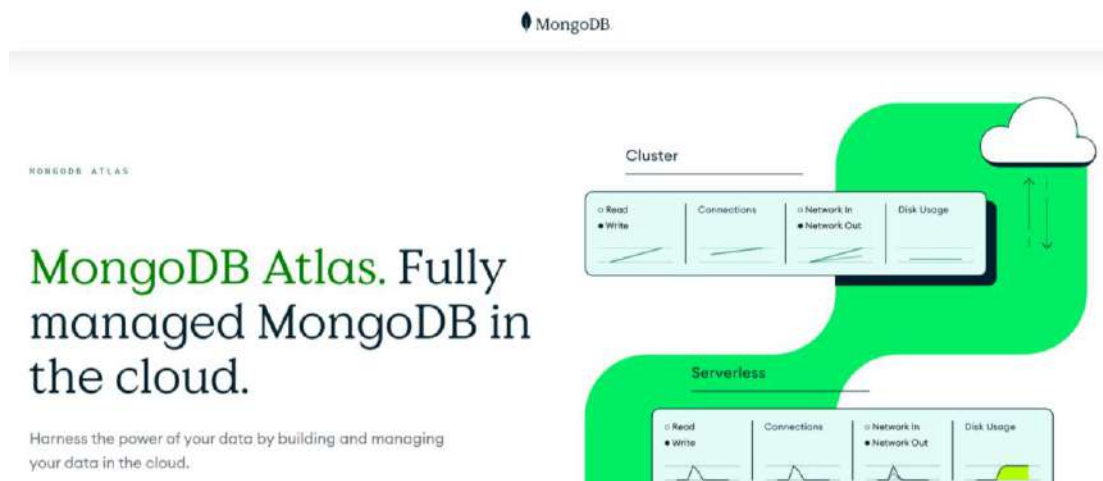 MongoDB.
MONGODB ATLAS
MongoDB Atlas. Fully
managed MongoDB in
the cloud.
Harness the power of your data by building and managing
your data in the cloud.
Cluster
Read
Write
Connections
Network In
Network Out
Disk Usage
Serverless
Read
Write
Connections
Network In
Network Out
Disk Usage